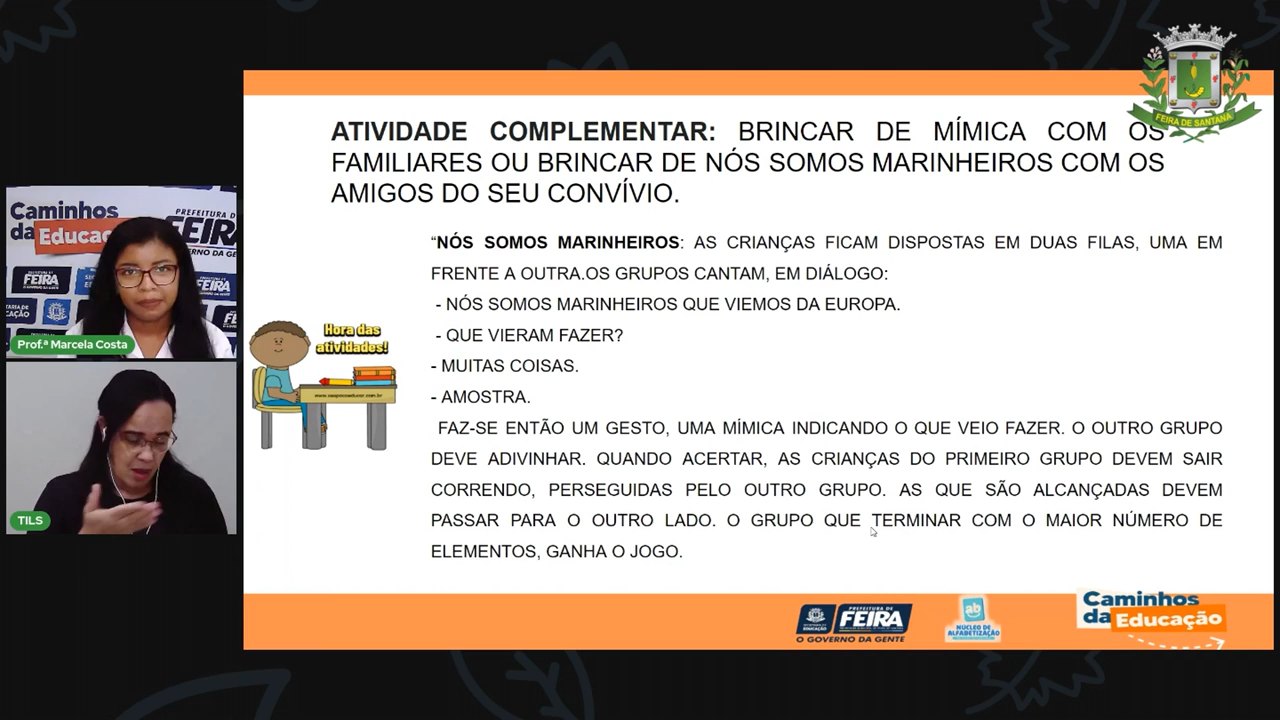 FEIRA DE SANTANA
ATIVIDADE COMPLEMENTAR: BRINCAR DE MÍMICA COM OS
FAMILIARES OU BRINCAR DE NÓS SOMOS MARINHEIROS COM OS
AMIGOS DO SEU CONVÍVIO.
“NÓS SOMOS MARINHEIROS: AS CRIANÇAS FICAM DISPOSTAS EM DUAS FILAS, UMA EM
FRENTE A OUTRA.OS GRUPOS CANTAM, EM DIÁLOGO:
- NÓS SOMOS MARINHEIROS QUE VIEMOS DA EUROPA.
- QUE VIERAM FAZER?
- MUITAS COISAS.
- AMOSTRA.
FAZ-SE ENTÃO UM GESTO, UMA MÍMICA INDICANDO O QUE VEIO FAZER. O OUTRO GRUPO
DEVE ADIVINHAR. QUANDO ACERTAR, AS CRIANÇAS DO PRIMEIRO GRUPO DEVEM SAIR
CORRENDO, PERSEGUIDAS PELO OUTRO GRUPO. AS QUE SÃO ALCANÇADAS DEVEM
PASSAR PARA O OUTRO LADO. O GRUPO QUE TERMINAR COM O MAIOR NÚMERO DE
ELEMENTOS, GANHA O JOGO.
Hora das
atividades!
Caminhos
da Educaç
PREFEITURA D
FEIR
O DA GE
FEIRA
FEIRA
Prof.ª Marcela Costa
TILS
PREFEITURA DE
FEIRA
EDUCAÇÃO
O GOVERNO DA GENTE
ab
NÚCLEO DE
ALFABETIZAÇÃO
Caminhos
da Educação